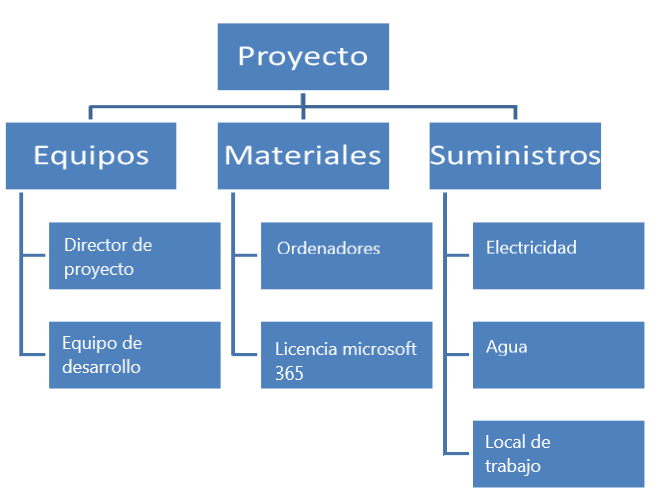 Proyecto
Equipos
Materiales
Suministros
Director de
proyecto
Ordenadores
Electricidad
Equipo de
desarrollo
Licencia microsoft
365
Agua
Local de
trabajo